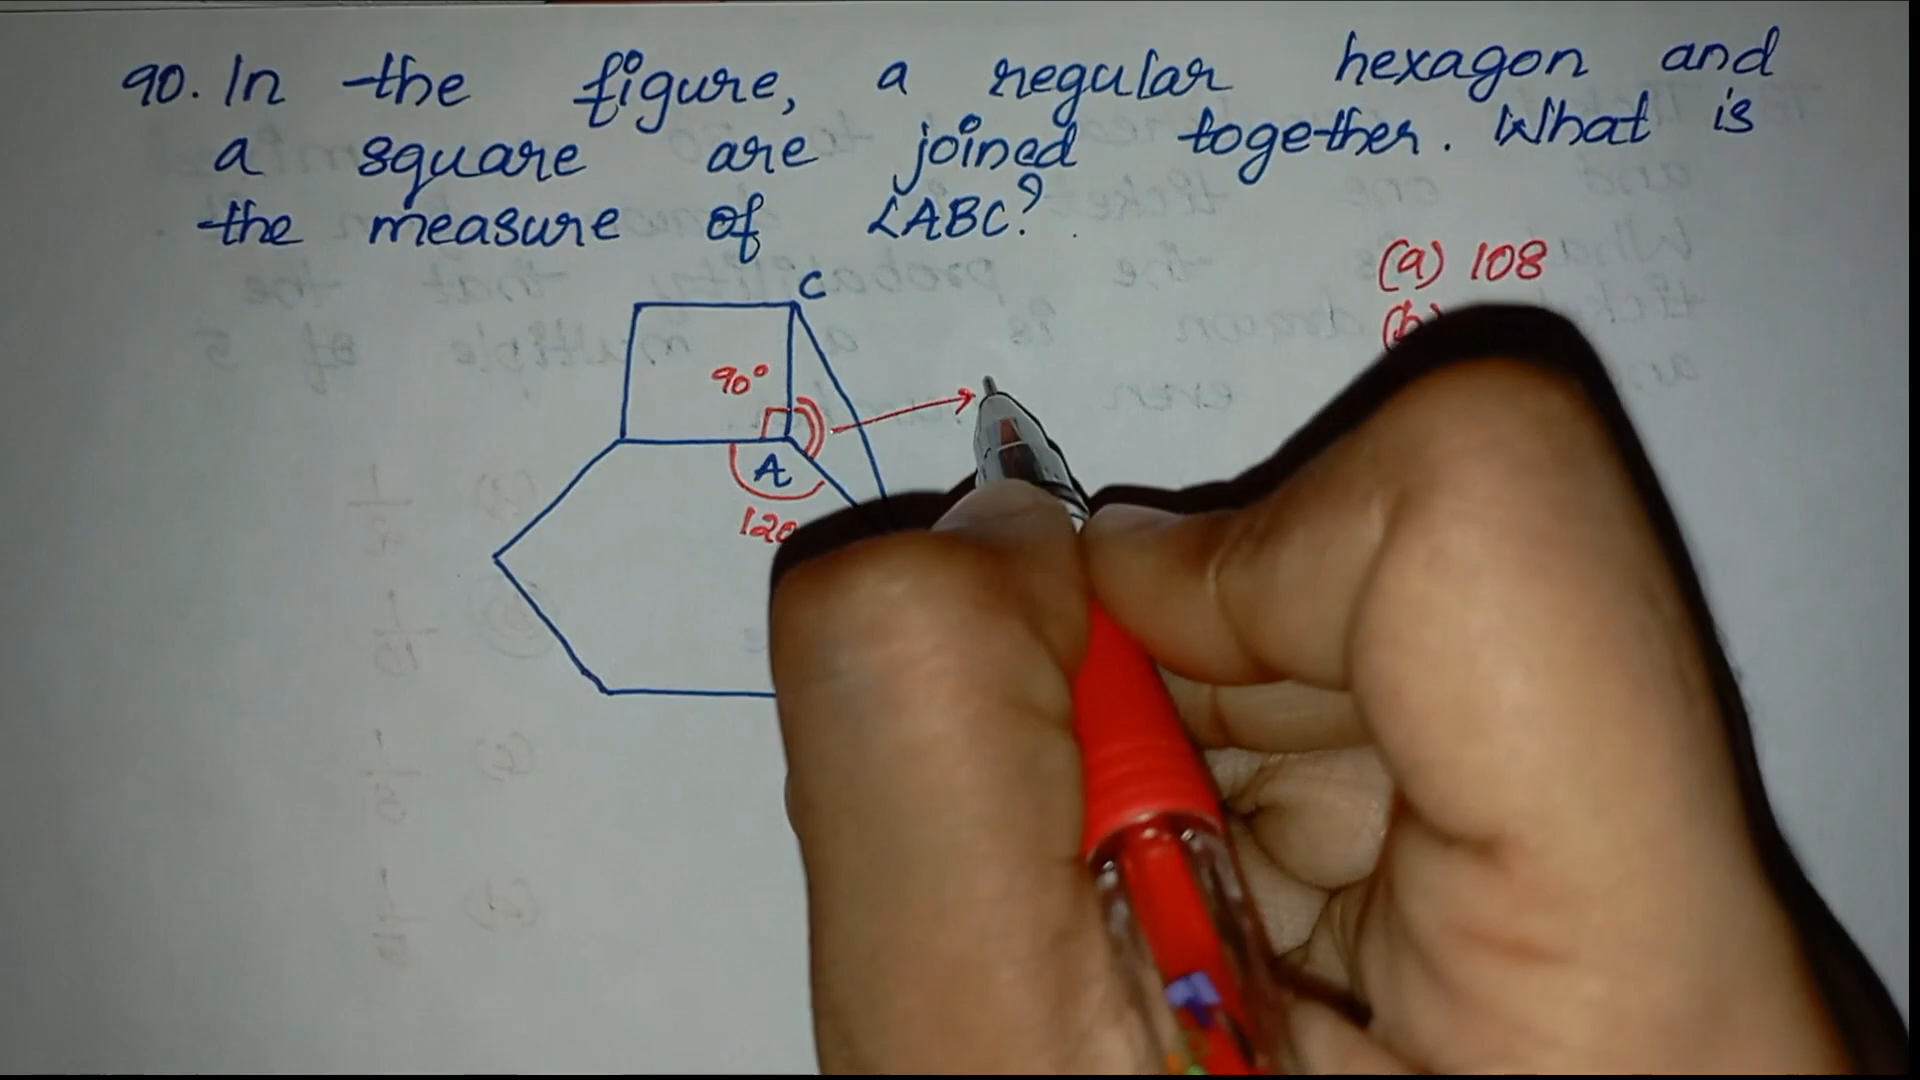 90. In the figure, a regular hexagon and
a square are joined together. What is
the measure of ∠ABC?
(a) 108
(b)
C
90°
A
120